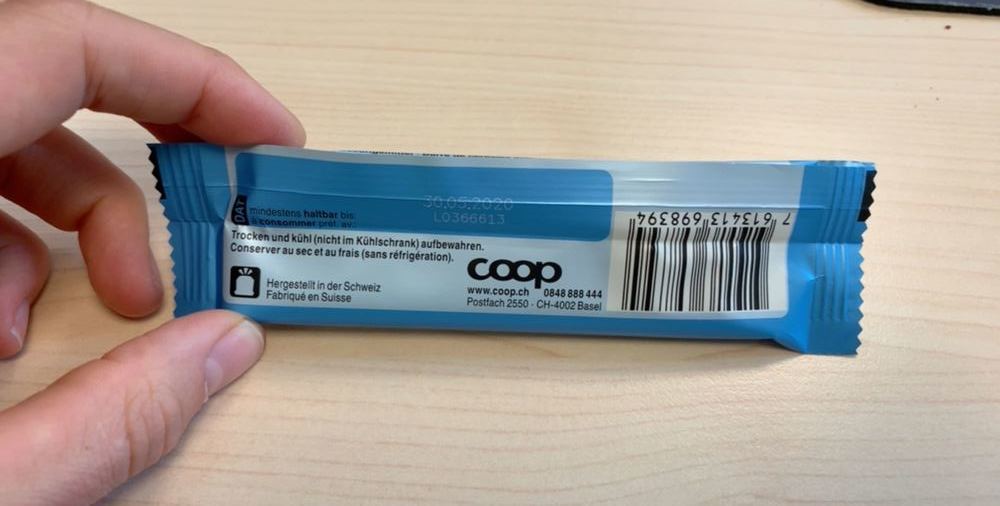 30.05.2020
L0366613
DAT
mindestens haltbar bis:
à consommer préf. av.:
Trocken und kühl (nicht im Kühlschrank) aufbewahren.
Conserver au sec et au frais (sans réfrigération).
Hergestellt in der Schweiz
Fabriqué en Suisse
coop
www.coop.ch 0848 888 444
Postfach 2550 · CH-4002 Basel
7 613413 698394